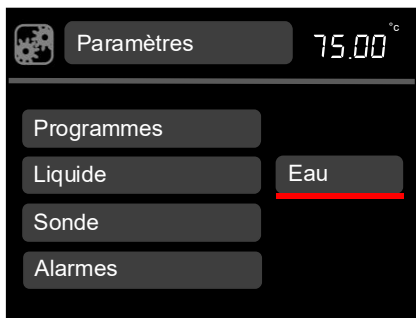 Paramètres 75.00°c
Programmes
Liquide Eau
Sonde
Alarmes